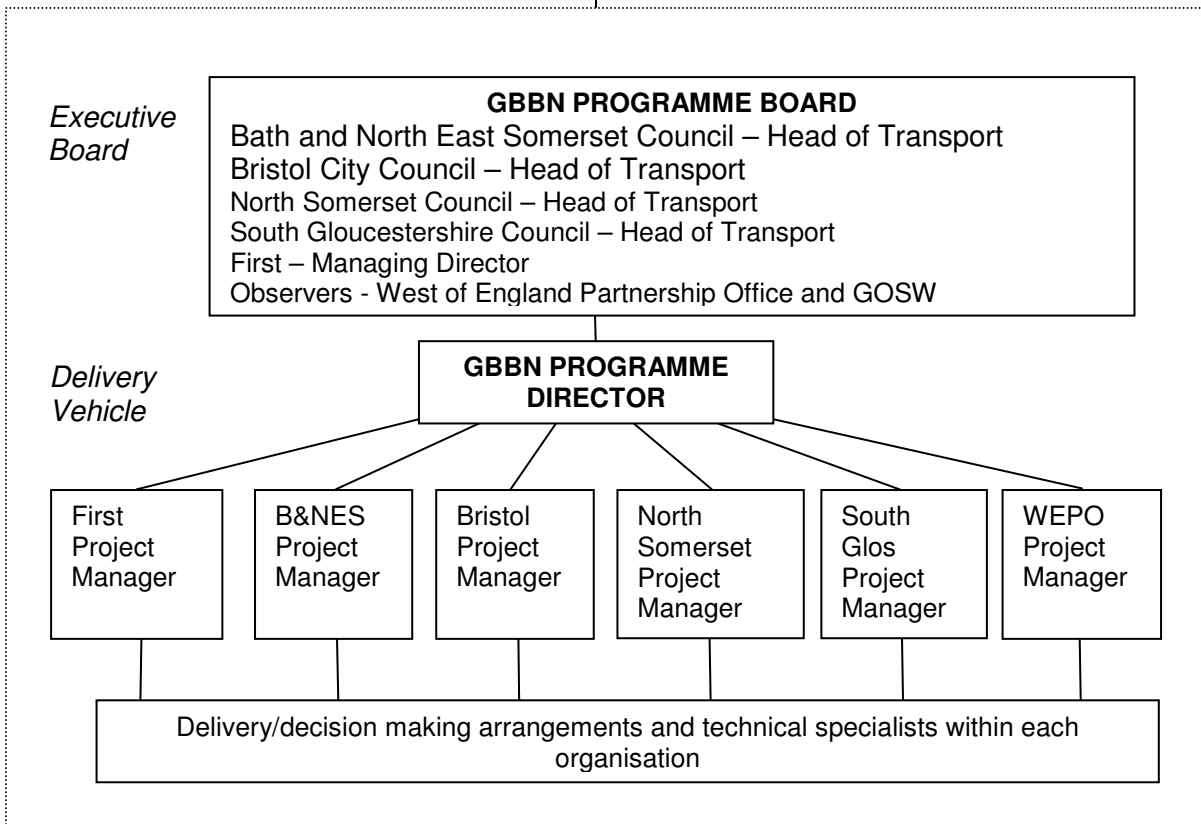 Executive
Board
GBBN PROGRAMME BOARD
Bath and North East Somerset Council – Head of Transport
Bristol City Council – Head of Transport
North Somerset Council – Head of Transport
South Gloucestershire Council – Head of Transport
First – Managing Director
Observers - West of England Partnership Office and GOSW
Delivery
Vehicle
GBBN PROGRAMME
DIRECTOR
First
Project
Manager
B&NES
Project
Manager
Bristol
Project
Manager
North
Somerset
Project
Manager
South
Glos
Project
Manager
WEPO
Project
Manager
Delivery/decision making arrangements and technical specialists within each
organisation